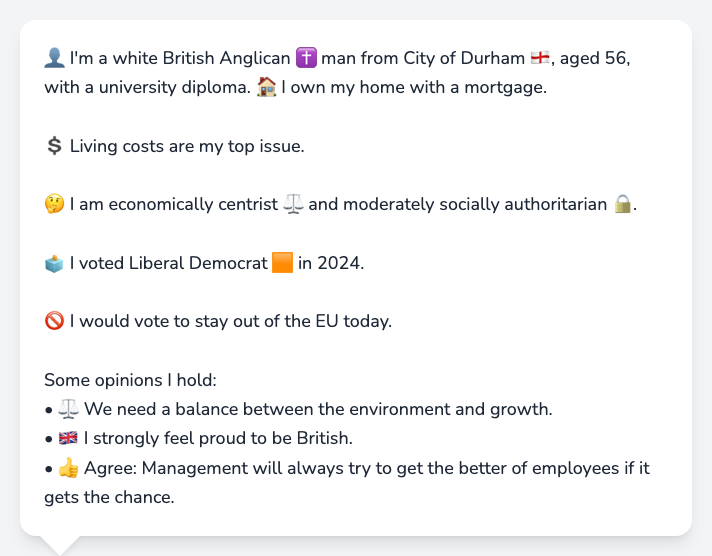 👤 I'm a white British Anglican ✝️ man from City of Durham 🏴󠁧󠁢󠁥󠁮󠁧󠁿, aged 56,
with a university diploma. 🏠 I own my home with a mortgage.
💲 Living costs are my top issue.
🤔 I am economically centrist ⚖️ and moderately socially authoritarian 🔒.
🗳️ I voted Liberal Democrat 🟧 in 2024.
🚫 I would vote to stay out of the EU today.
Some opinions I hold:
• ⚖️ We need a balance between the environment and growth.
• 🇬🇧 I strongly feel proud to be British.
• 👍 Agree: Management will always try to get the better of employees if it
gets the chance.